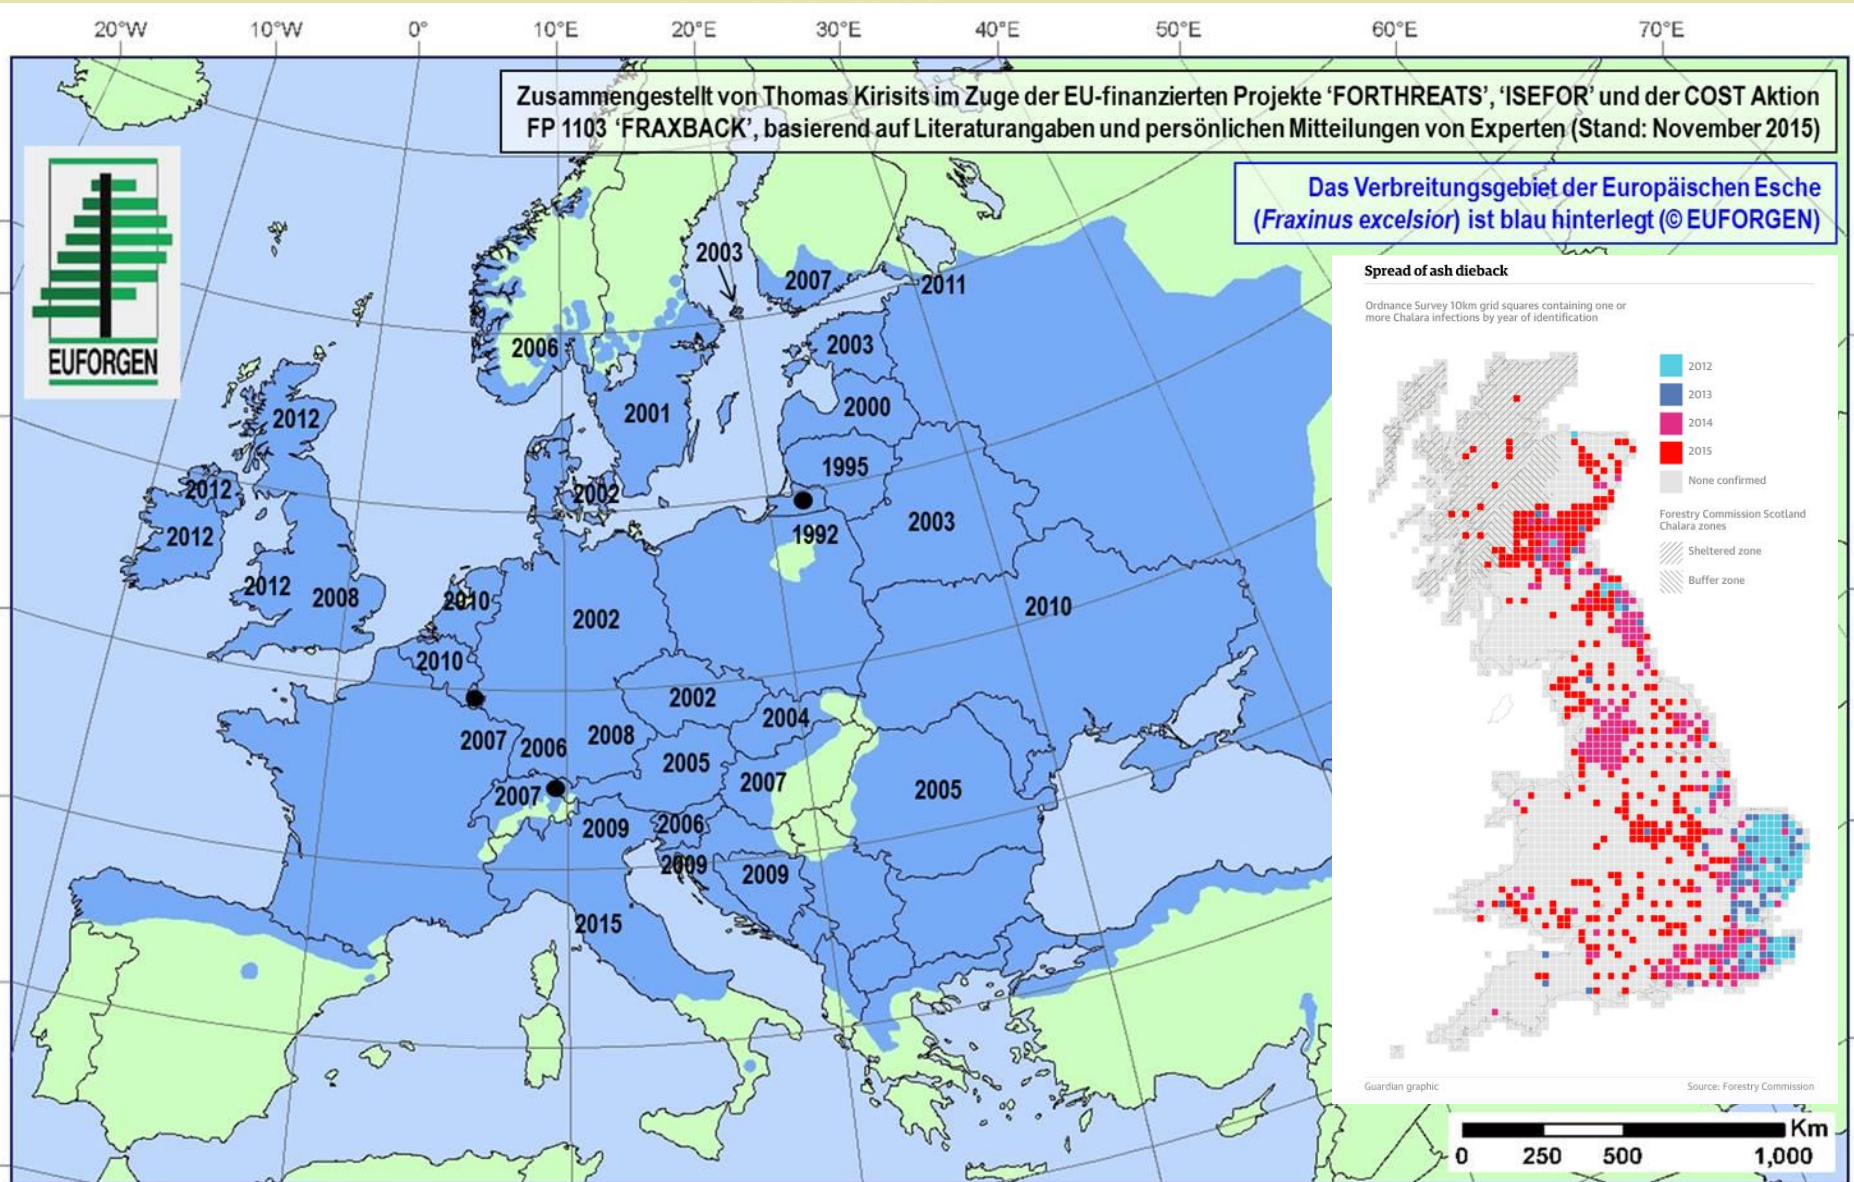 20°W 10°W 0° 10°E 20°E 30°E 40°E 50°E 60°E 70°E
Zusammengestellt von Thomas Kirisits im Zuge der EU-finanzierten Projekte ‘FORTHREATS’, ‘ISEFOR’ und der COST Aktion
FP 1103 ‘FRAXBACK’, basierend auf Literaturangaben und persönlichen Mitteilungen von Experten (Stand: November 2015)
Das Verbreitungsgebiet der Europäischen Esche
(Fraxinus excelsior) ist blau hinterlegt (© EUFORGEN)
EUFORGEN
2003
2007
2011
2006
2003
2012
2001
2000
1995
2012
2002
2003
2012
1992
2012
2008
2010
2002
2010
2010
2002
2004
2007
2006
2008
2005
2007
2007
2005
2009
2006
2009
2009
2015
Spread of ash dieback
Ordnance Survey 10km grid squares containing one or
more Chalara infections by year of identification
2012
2013
2014
2015
None confirmed
Forestry Commission Scotland
Chalara zones
Sheltered zone
Buffer zone
Guardian graphic
Source: Forestry Commission
Km
0 250 500 1,000